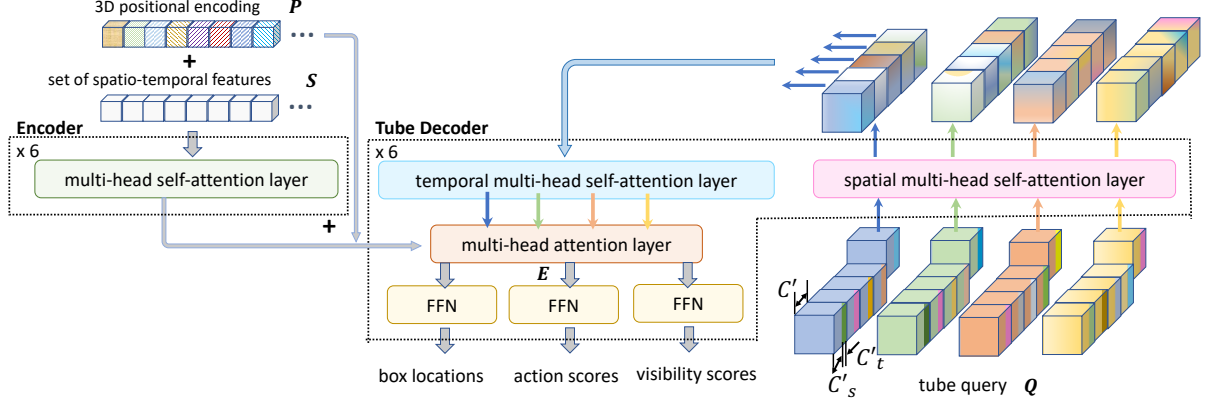 3D positional encoding P
...
+
set of spatio-temporal features S
...
Encoder
x 6
multi-head self-attention layer
+
Tube Decoder
x 6
temporal multi-head self-attention layer
spatial multi-head self-attention layer
multi-head attention layer
E
FFN FFN FFN
box locations action scores visibility scores
C'
C's
C't
tube query Q